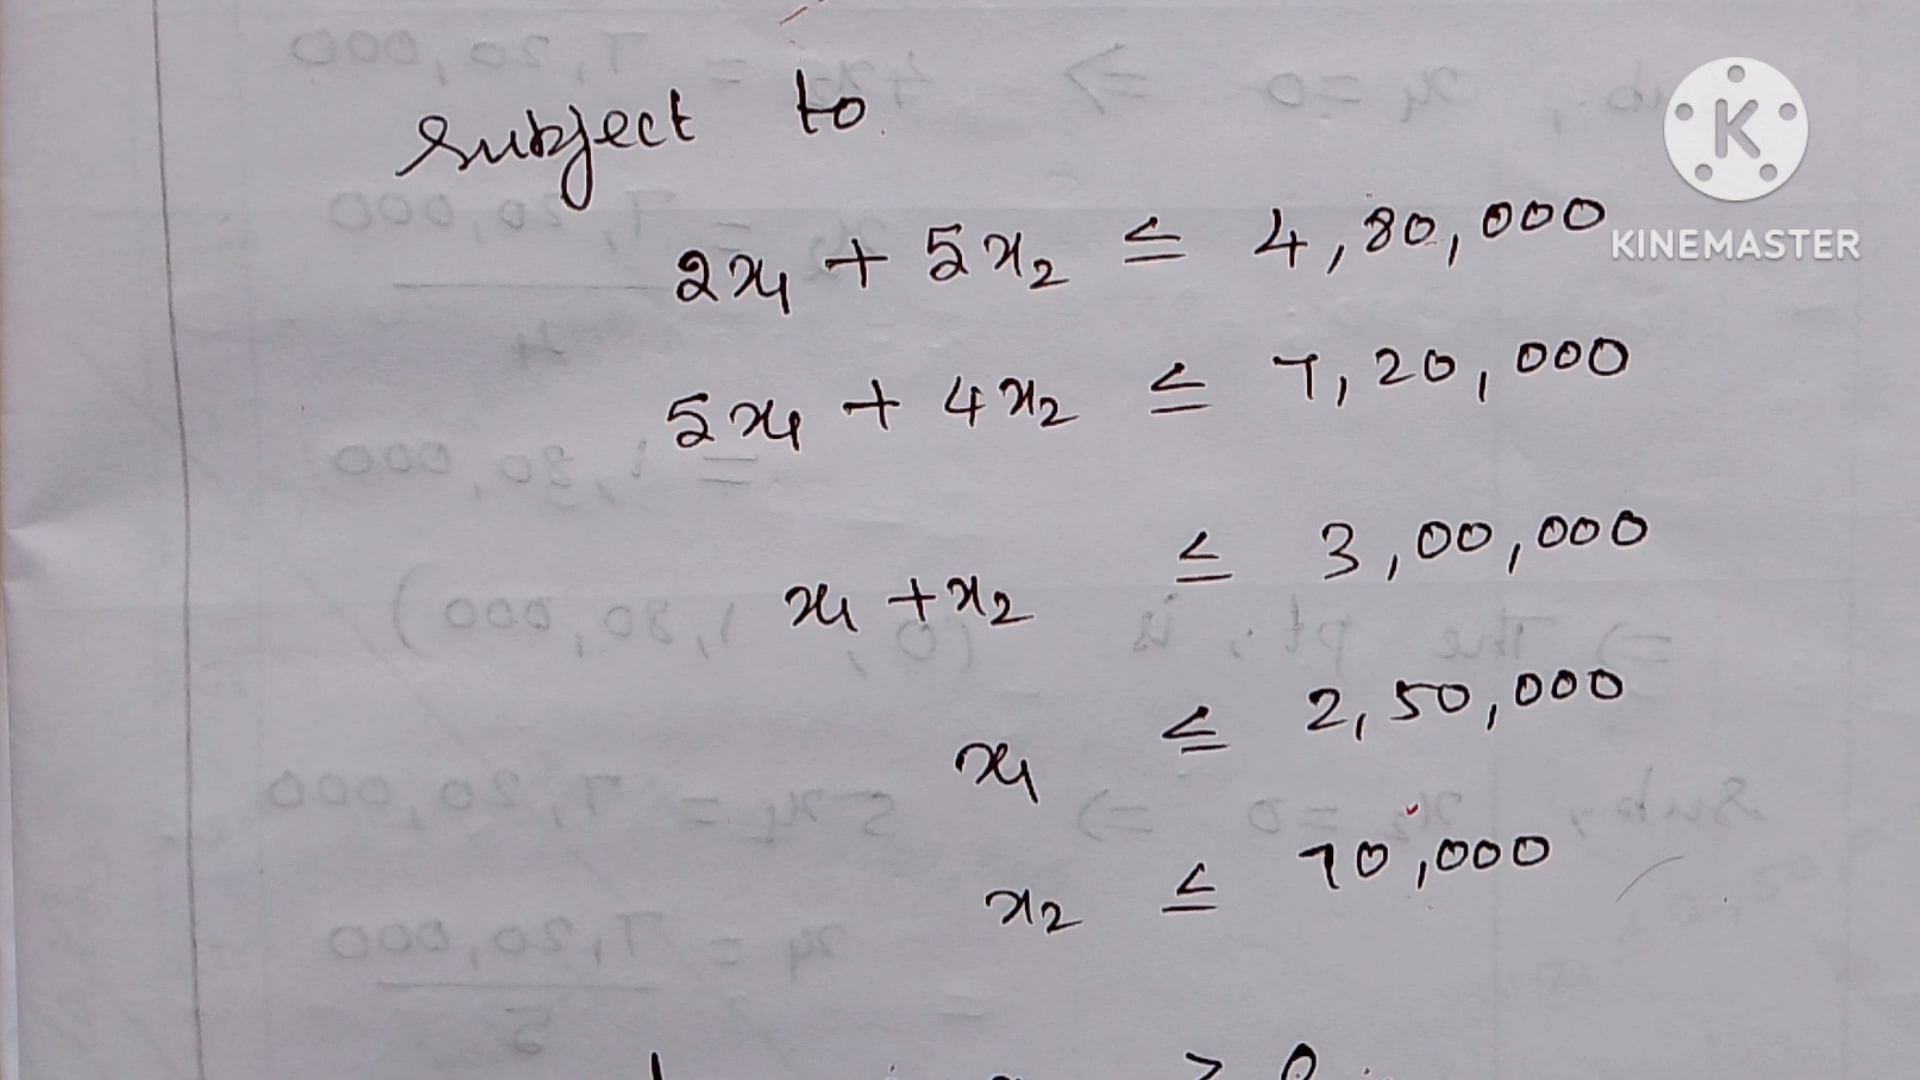 subject to
K
2x₁ + 5x₂ ≤ 4,80,000
KINEMASTER
5x₁ + 4x₂ ≤ 7,20,000
x₁ + x₂ ≤ 3,00,000
x₁ ≤ 2,50,000
x₂ ≤ 70,000